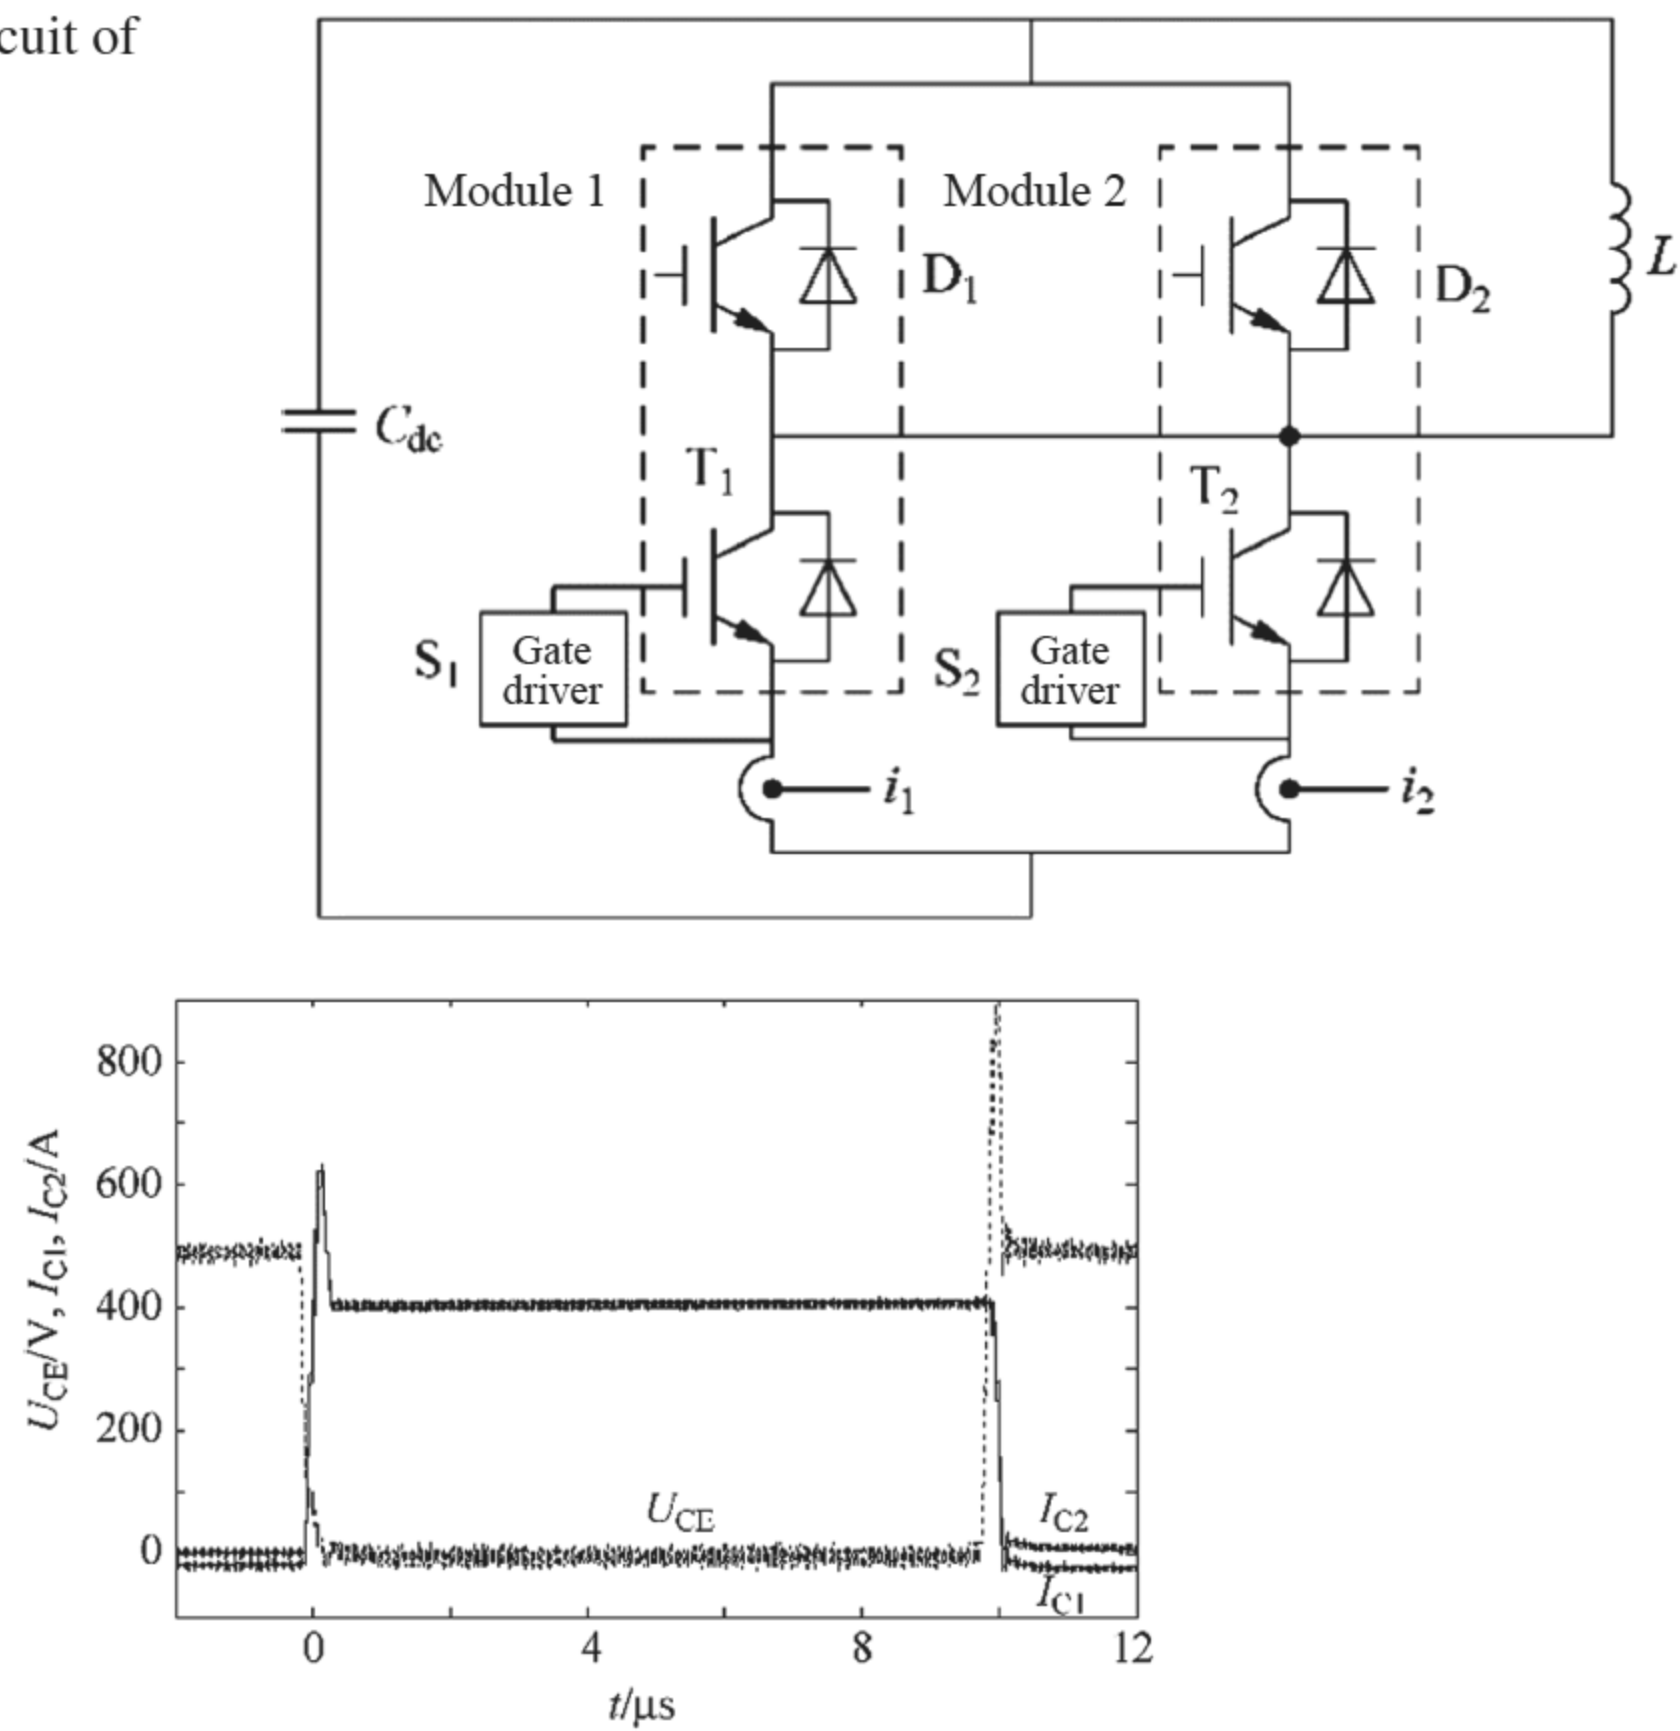 cuit of
Module 1
Module 2
D1
D2
L
Cdc
T1
T2
S1
Gate
driver
S2
Gate
driver
i1
i2
UCE/V, IC1, IC2/A
800
600
400
200
0
UCE
IC2
IC1
0
4
8
12
t/μs